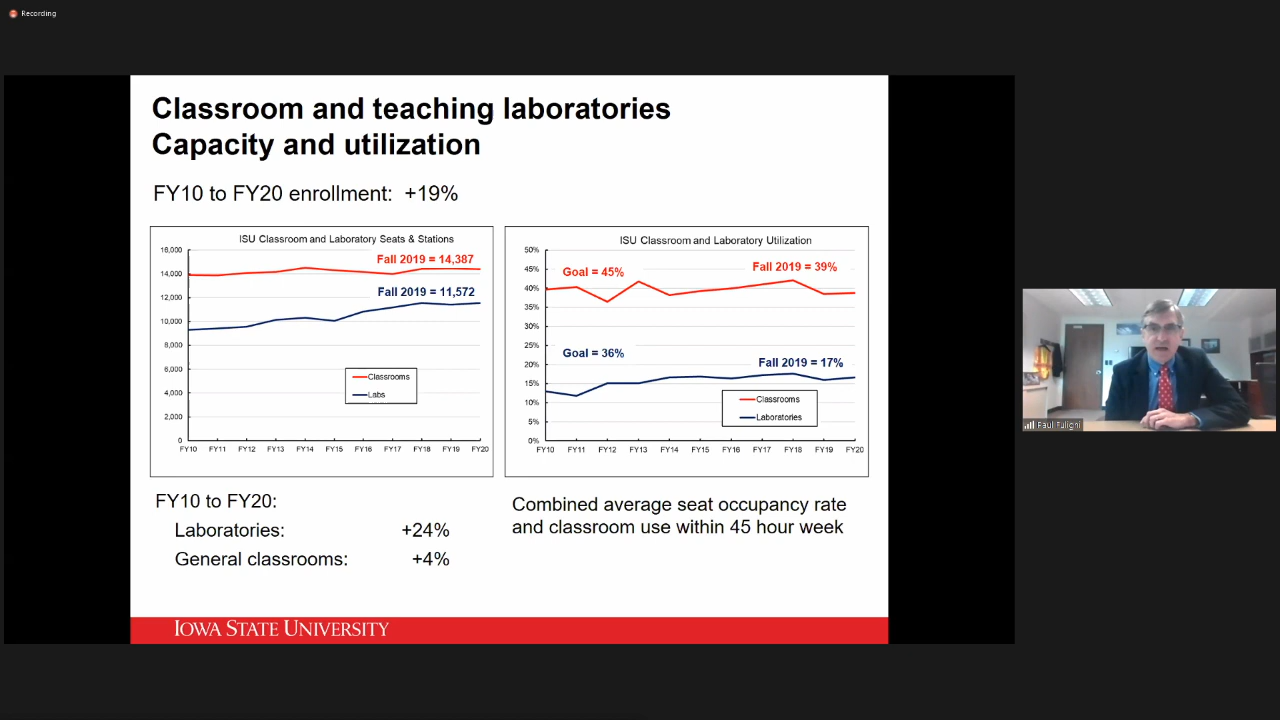 Recording
Classroom and teaching laboratories
Capacity and utilization
FY10 to FY20 enrollment: +19%
ISU Classroom and Laboratory Seats & Stations
16,000
14,000
12,000
10,000
8,000
6,000
4,000
2,000
0
Fall 2019 = 14,387
Fall 2019 = 11,572
Classrooms
Labs
FY10 FY11 FY12 FY13 FY14 FY15 FY16 FY17 FY18 FY19 FY20
ISU Classroom and Laboratory Utilization
50%
45%
40%
35%
30%
25%
20%
15%
10%
5%
0%
Goal = 45%
Fall 2019 = 39%
Goal = 36%
Fall 2019 = 17%
Classrooms
Laboratories
FY10 FY11 FY12 FY13 FY14 FY15 FY16 FY17 FY18 FY19 FY20
FY10 to FY20:
Laboratories: +24%
General classrooms: +4%
Combined average seat occupancy rate
and classroom use within 45 hour week
IOWA STATE UNIVERSITY
Paul Fuligni